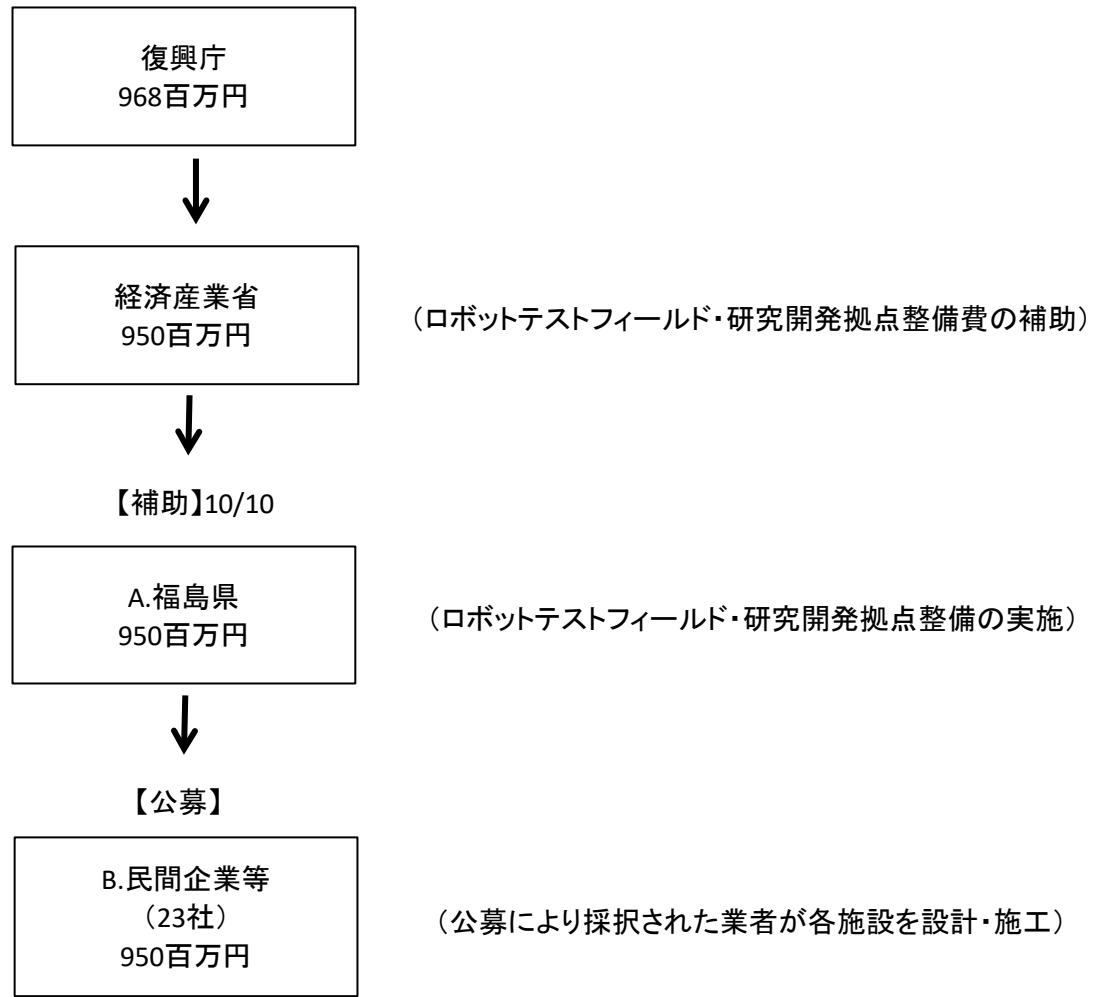 復興庁
968百万円
経済産業省
950百万円
（ロボットテストフィールド・研究開発拠点整備費の補助）
【補助】10/10
A.福島県
950百万円
（ロボットテストフィールド・研究開発拠点整備の実施）
【公募】
B.民間企業等
（23社）
950百万円
（公募により採択された業者が各施設を設計・施工）